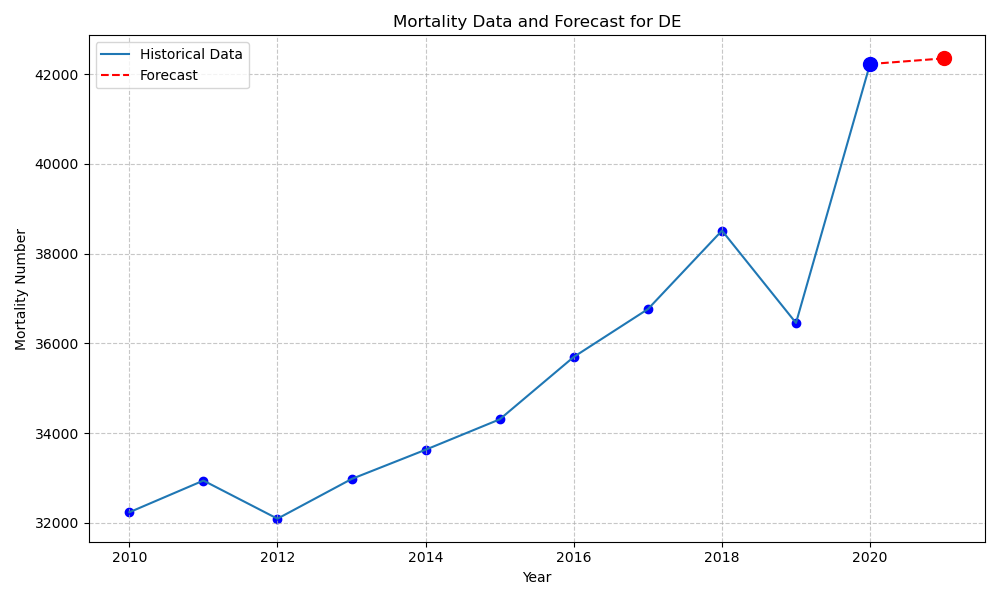 Mortality Data and Forecast for DE
Historical Data
Forecast
Mortality Number
42000
40000
38000
36000
34000
32000
2010 2012 2014 2016 2018 2020
Year